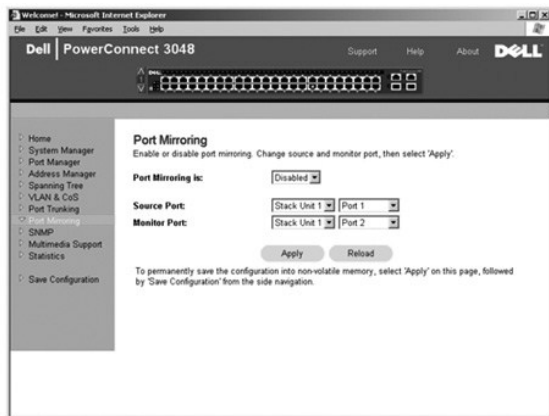 Welcome! - Microsoft Internet Explorer
File Edit View Favorites Tools Help
Dell | PowerConnect 3048
Support Help About DELL
Home
System Manager
Port Manager
Address Manager
Spanning Tree
VLAN & CoS
Port Trunking
Port Mirroring
SNMP
Multimedia Support
Statistics
Save Configuration
Port Mirroring
Enable or disable port mirroring. Change source and monitor port, then select 'Apply'.
Port Mirroring is: Disabled
Source Port: Stack Unit 1 Port 1
Monitor Port: Stack Unit 1 Port 2
Apply Reload
To permanently save the configuration into non-volatile memory, select 'Apply' on this page, followed
by 'Save Configuration' from the side navigation.